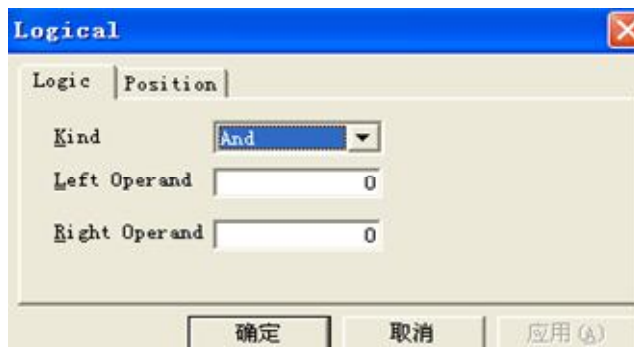 Logical
Logic Position
Kind And
Left Operand 0
Right Operand 0
确定 取消 应用(A)